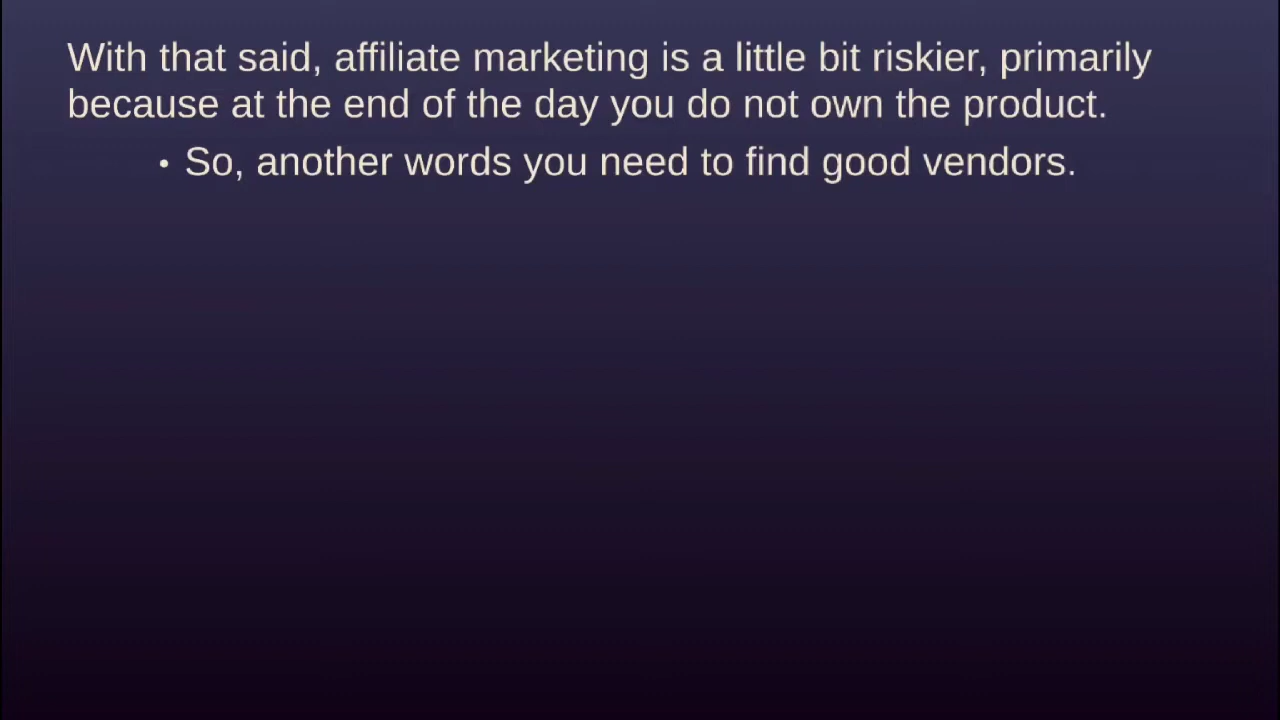 With that said, affiliate marketing is a little bit riskier, primarily
because at the end of the day you do not own the product.
• So, another words you need to find good vendors.